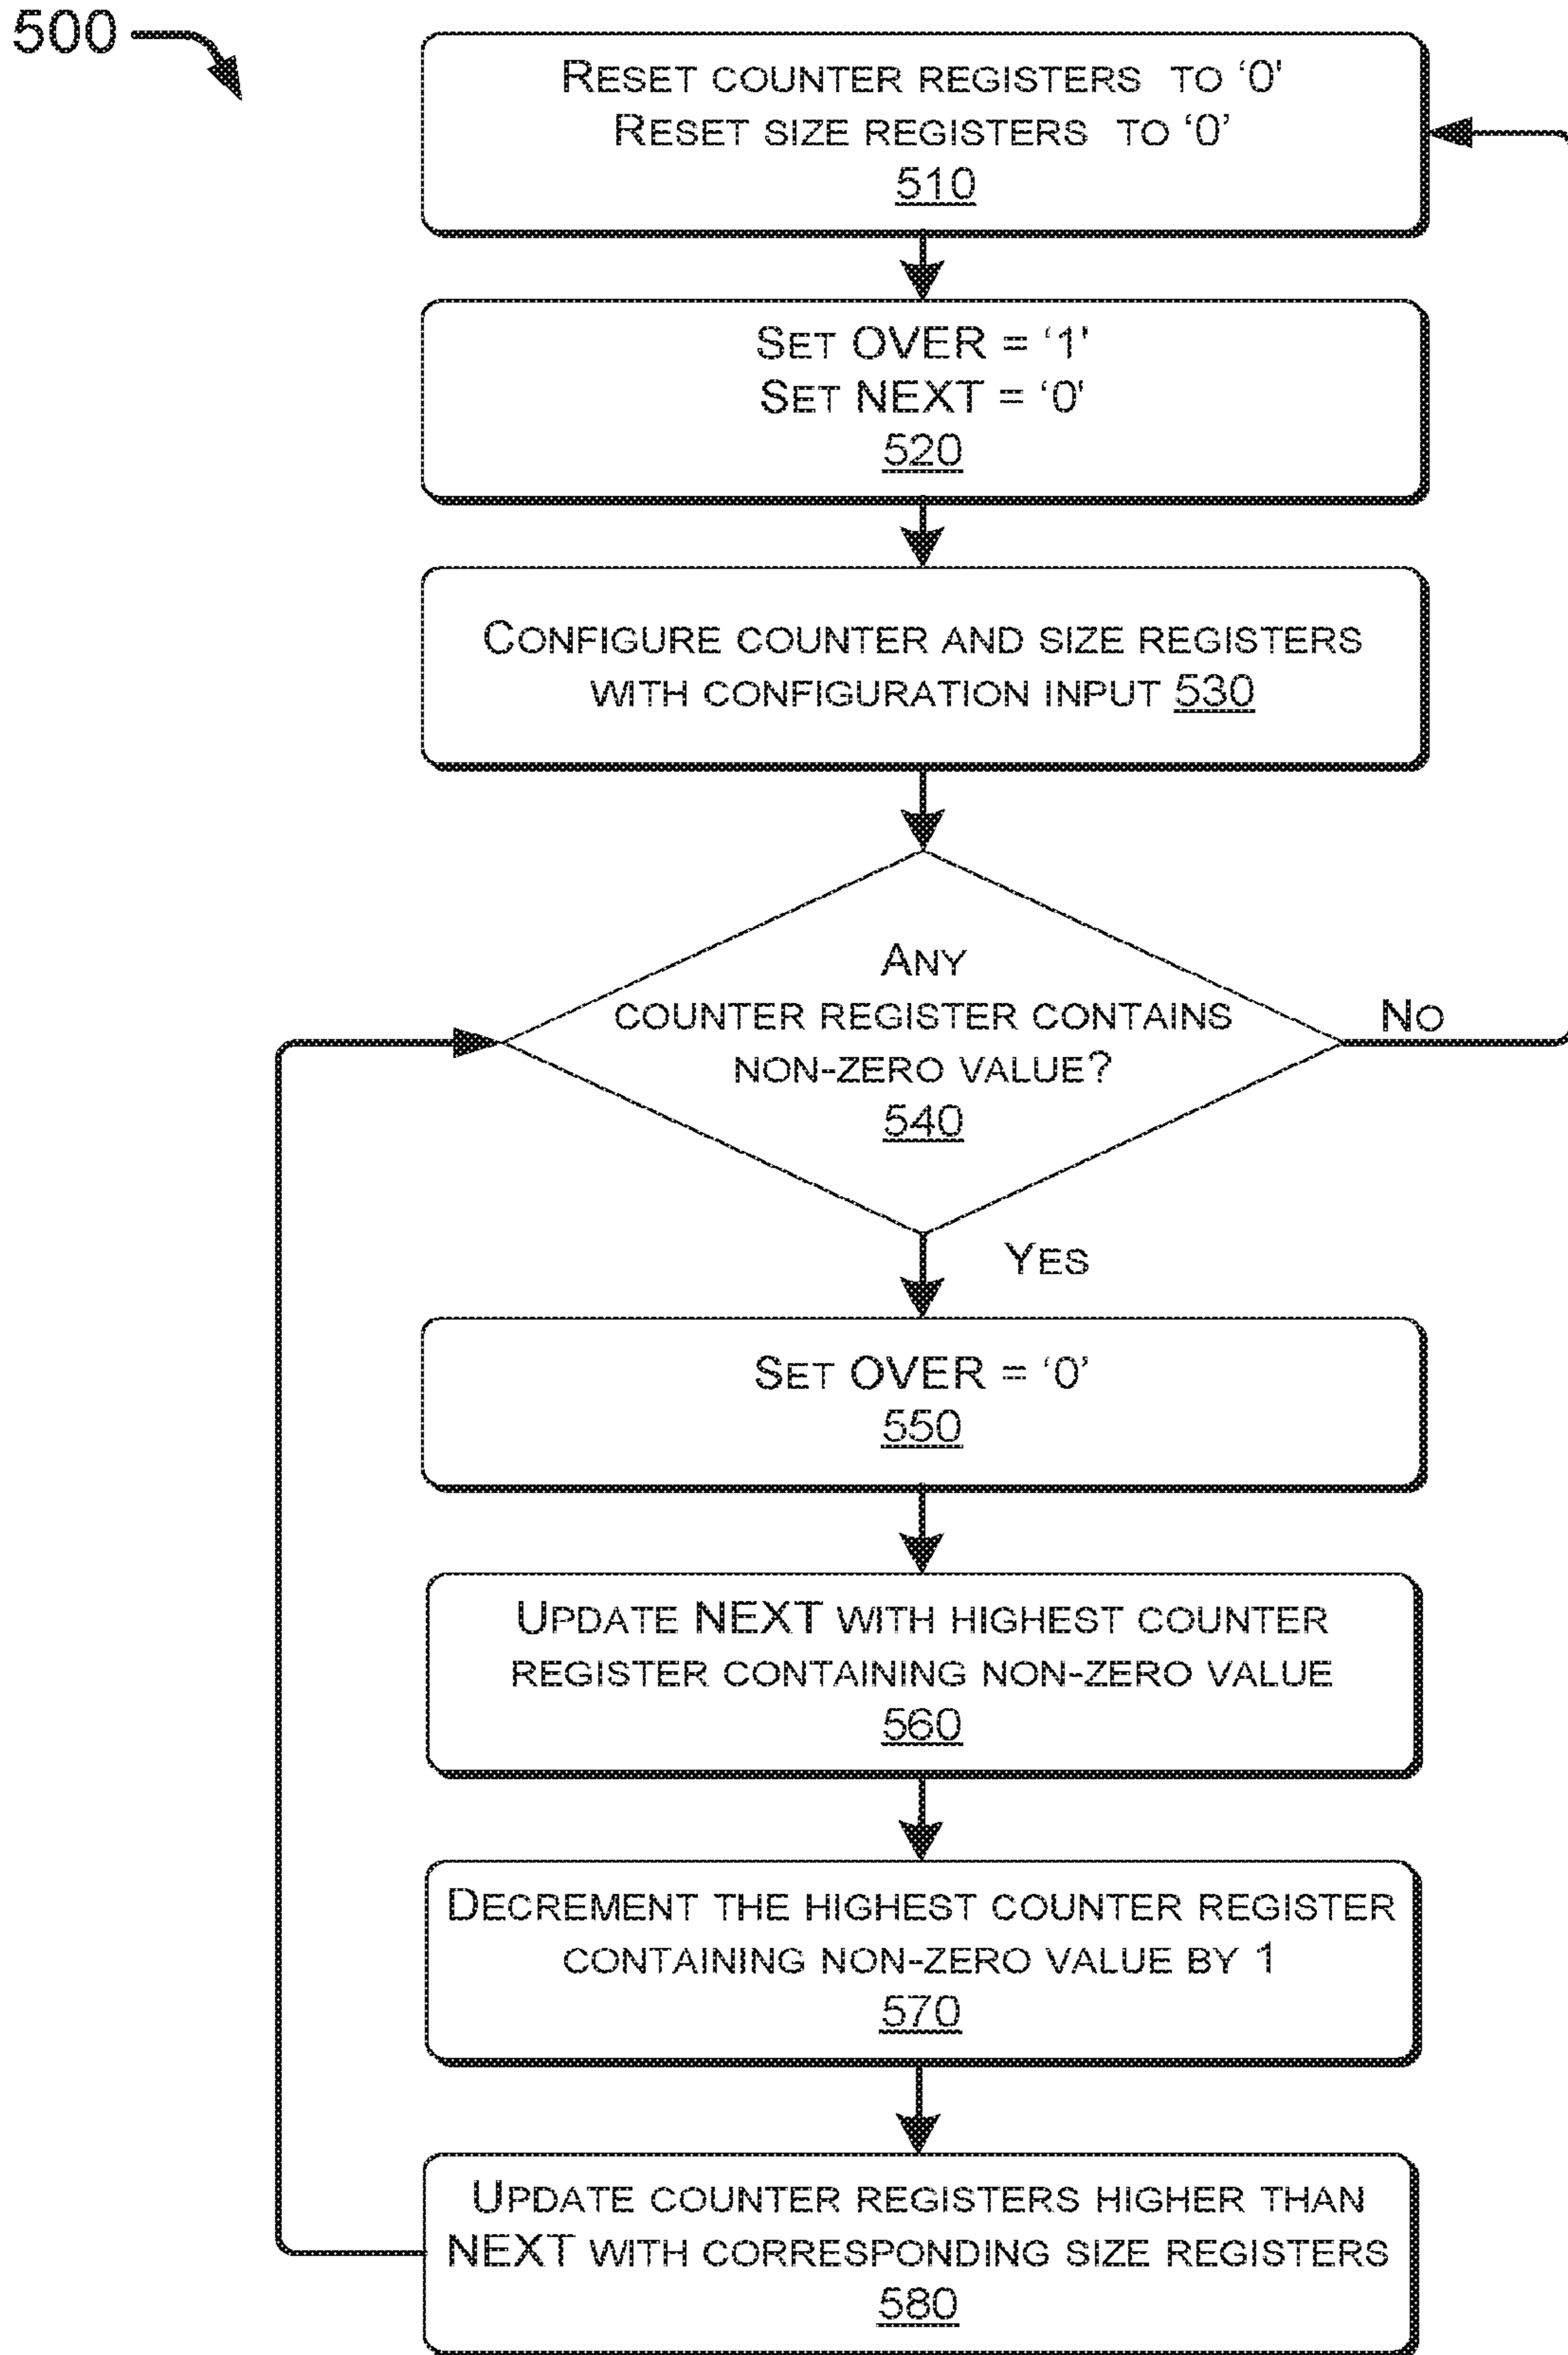 500
RESET COUNTER REGISTERS TO '0'
RESET SIZE REGISTERS TO '0'
510
SET OVER = '1'
SET NEXT = '0'
520
CONFIGURE COUNTER AND SIZE REGISTERS
WITH CONFIGURATION INPUT 530
ANY
COUNTER REGISTER CONTAINS
NON-ZERO VALUE?
540
NO
YES
SET OVER = '0'
550
UPDATE NEXT WITH HIGHEST COUNTER
REGISTER CONTAINING NON-ZERO VALUE
560
DECREMENT THE HIGHEST COUNTER REGISTER
CONTAINING NON-ZERO VALUE BY 1
570
UPDATE COUNTER REGISTERS HIGHER THAN
NEXT WITH CORRESPONDING SIZE REGISTERS
580